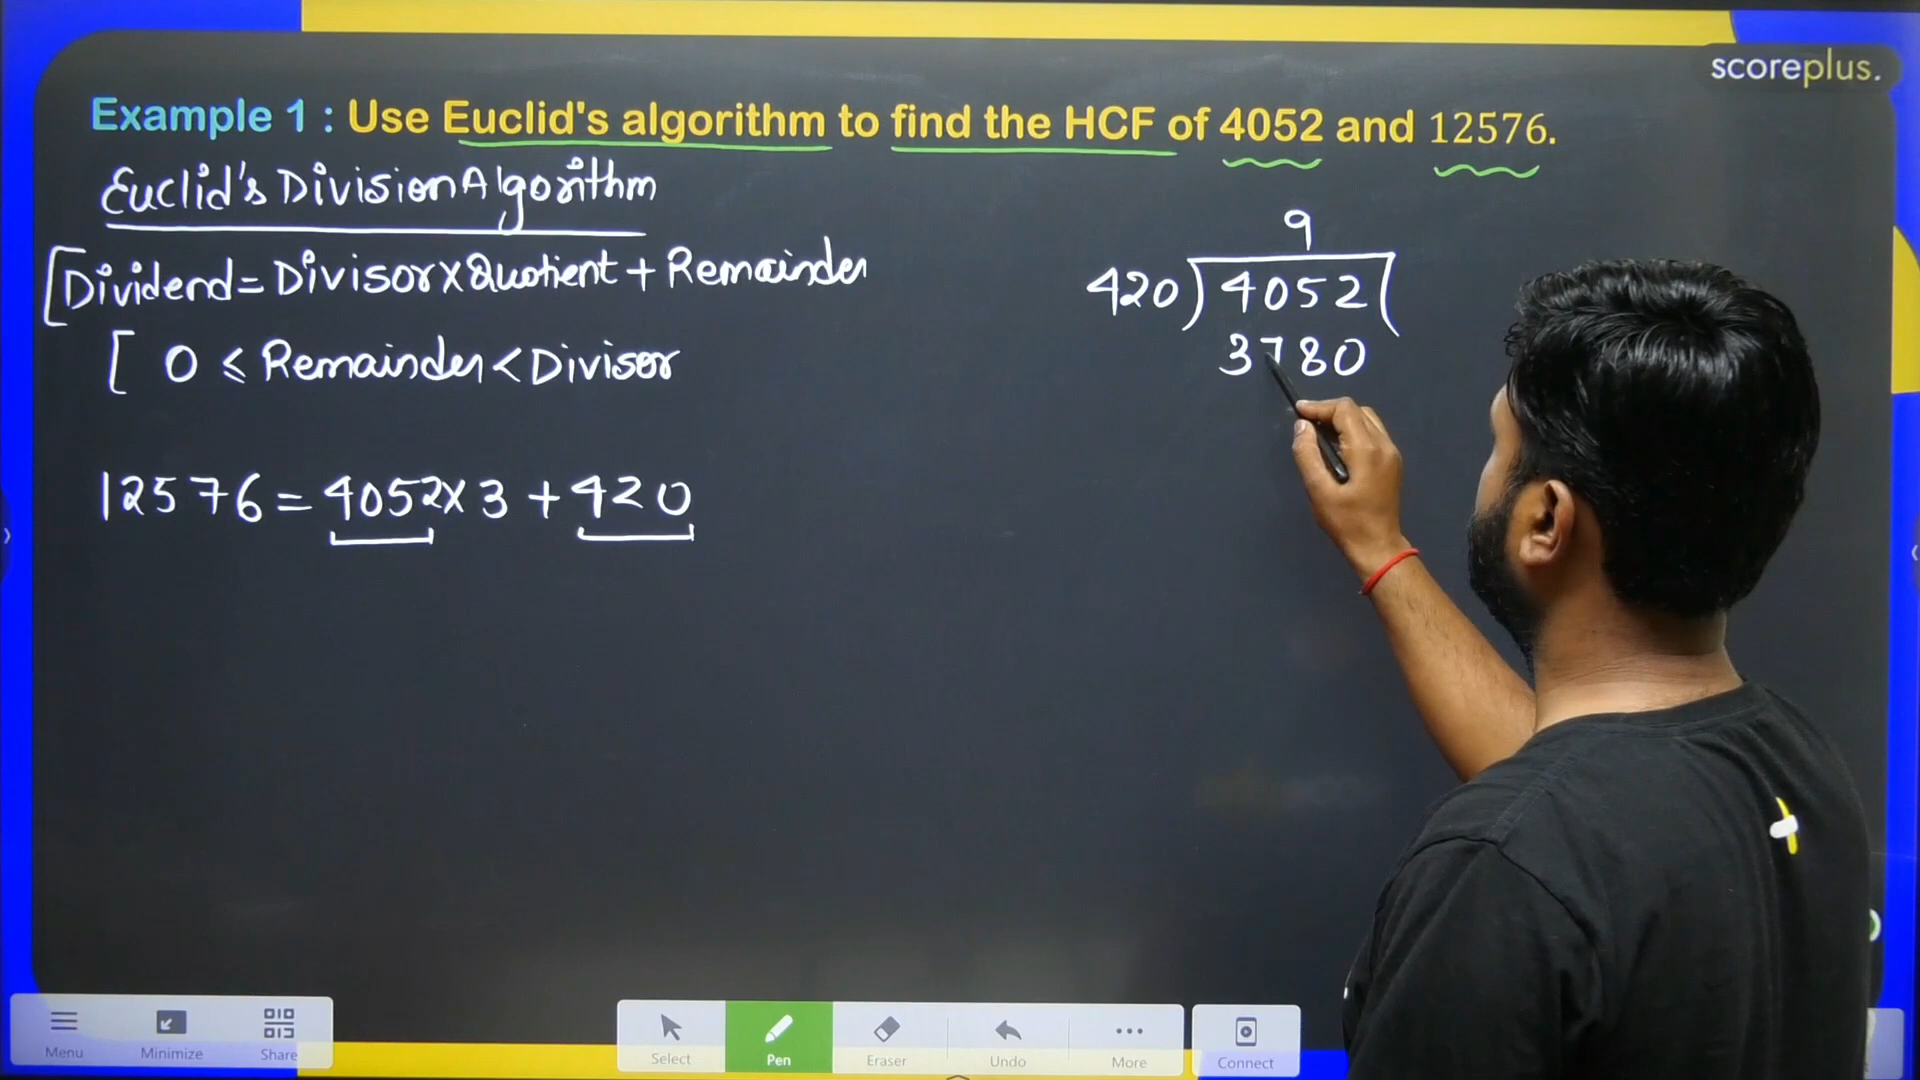 scoreplus.
Example 1 : Use Euclid's algorithm to find the HCF of 4052 and 12576.
Euclid's Division Algorithm
[Dividend = Divisor x Quotient + Remainder
[ 0 ≤ Remainder < Divisor
12576 = 4052 x 3 + 420
9
420) 4052 (
3780
Menu
Minimize
Share
Select
Pen
Eraser
Undo
More
Connect